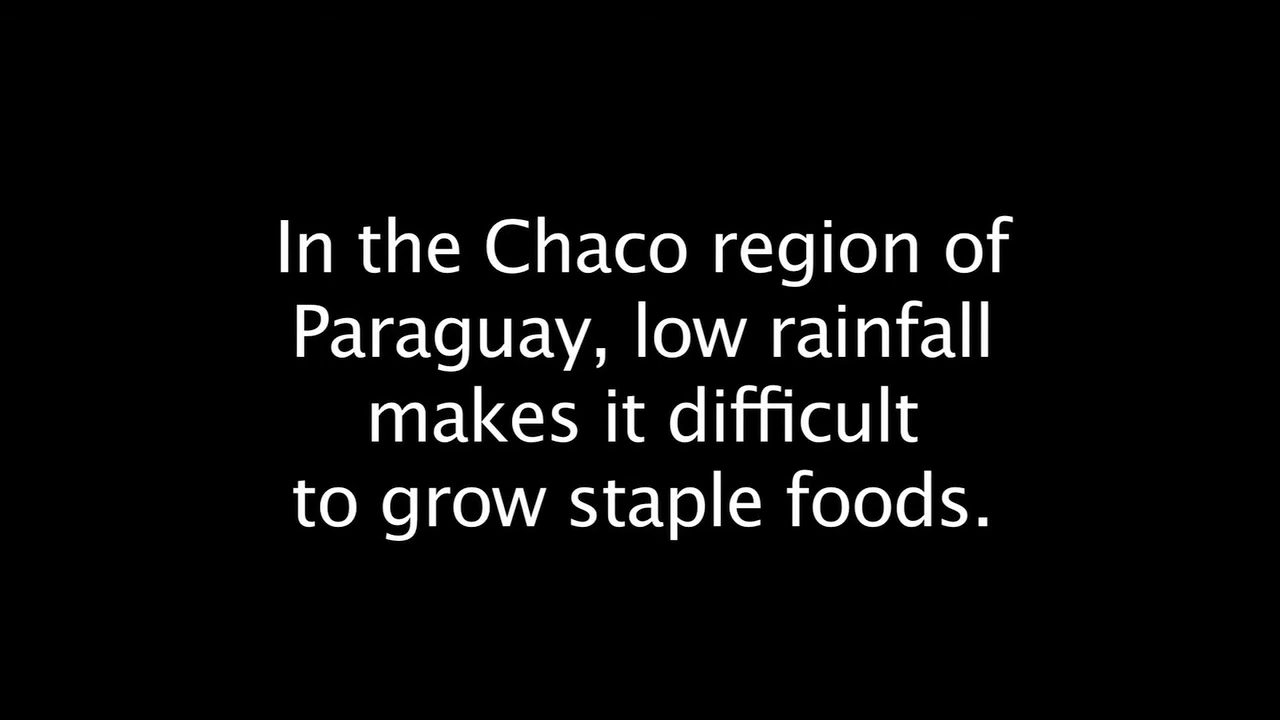 In the Chaco region of
Paraguay, low rainfall
makes it difficult
to grow staple foods.